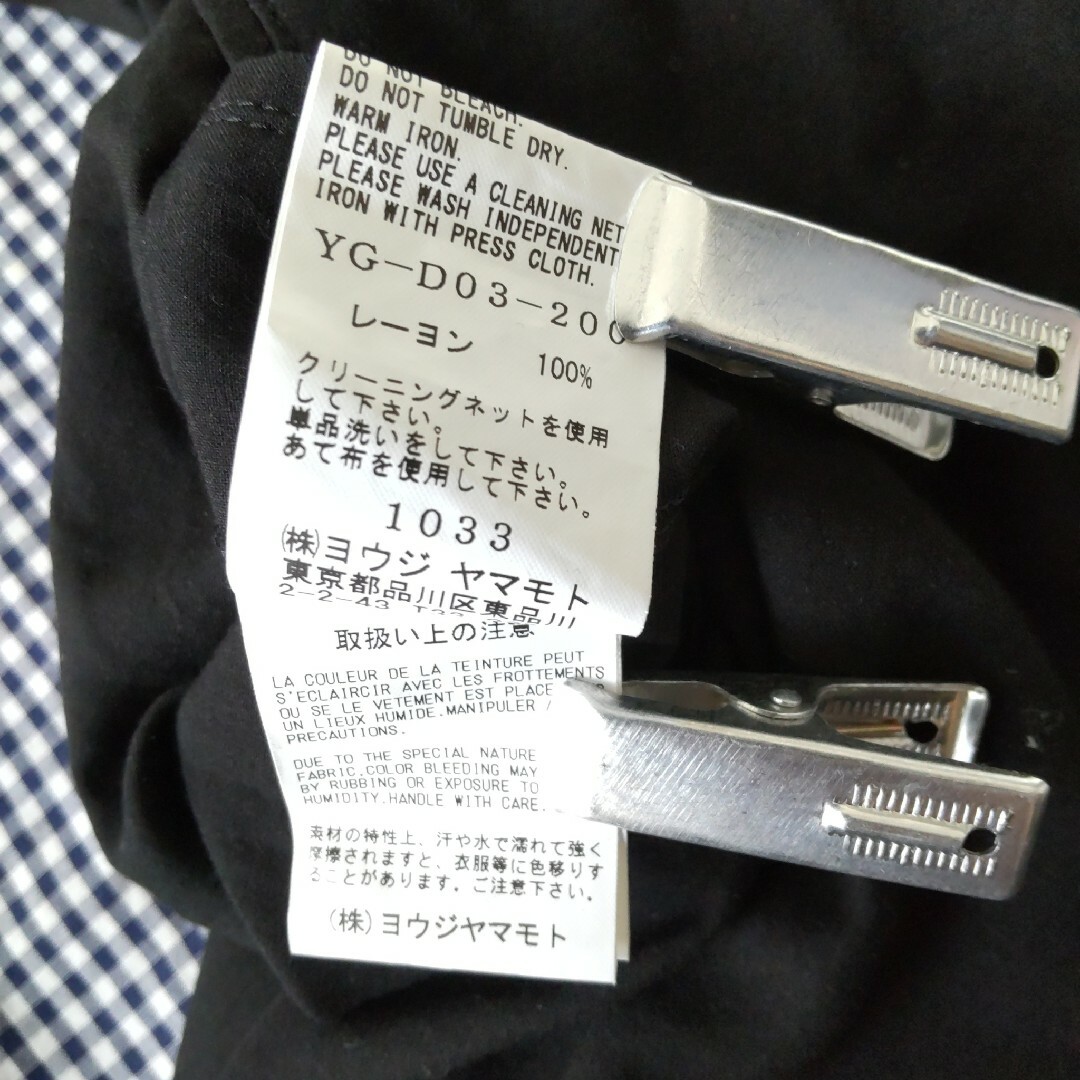 DO NOT BLEACH.
DO NOT TUMBLE DRY.
WARM IRON.
PLEASE USE A CLEANING NET
PLEASE WASH INDEPENDENT
IRON WITH PRESS CLOTH.
YG-D03-200
レーヨン 100%
クリーニングネットを使用
して下さい。
単品洗いをして下さい。
あて布を使用して下さい。
1033
㈱ヨウジ ヤマモト
東京都品川区東品川
2-2-43
取扱い上の注意
LA COULEUR DE LA TEINTURE PEUT
S'ECLAIRCIR AVEC LES FROTTEMENTS
OU SE LE VETEMENT EST PLACE
UN LIEUX HUMIDE.MANIPULER /
PRECAUTIONS.
DUE TO THE SPECIAL NATURE
FABRIC,COLOR BLEEDING MAY
BY RUBBING OR EXPOSURE TO
HUMIDITY.HANDLE WITH CARE.
素材の特性上、汗や水で濡れて強く
摩擦されますと、衣服等に色移りす
ることがあります。ご注意下さい。
(株)ヨウジヤマモト